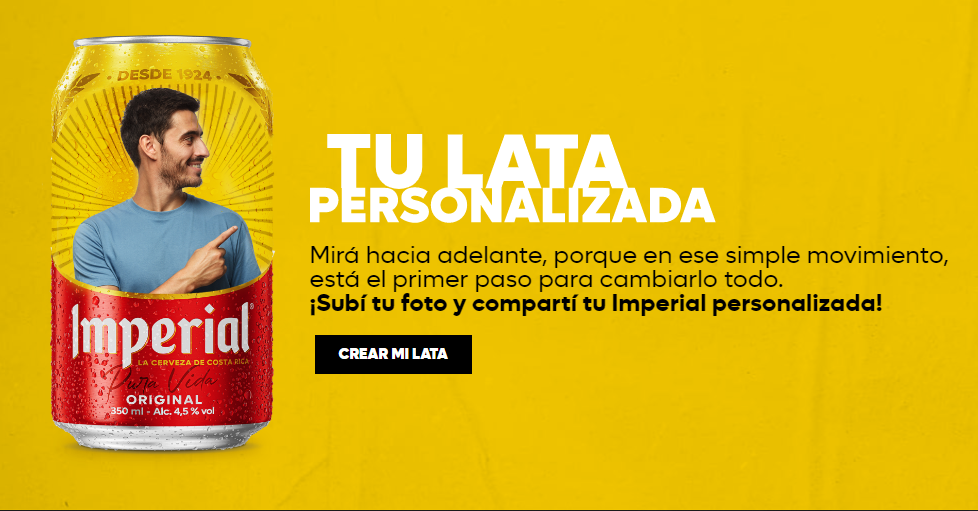 • DESDE 1924 •
Imperial®
LA CERVEZA DE COSTA RICA
Pura Vida
ORIGINAL
350 ml - Alc. 4,5 % vol
TU LATA
PERSONALIZADA
Mirá hacia adelante, porque en ese simple movimiento,
está el primer paso para cambiarlo todo.
¡Subí tu foto y compartí tu Imperial personalizada!
CREAR MI LATA